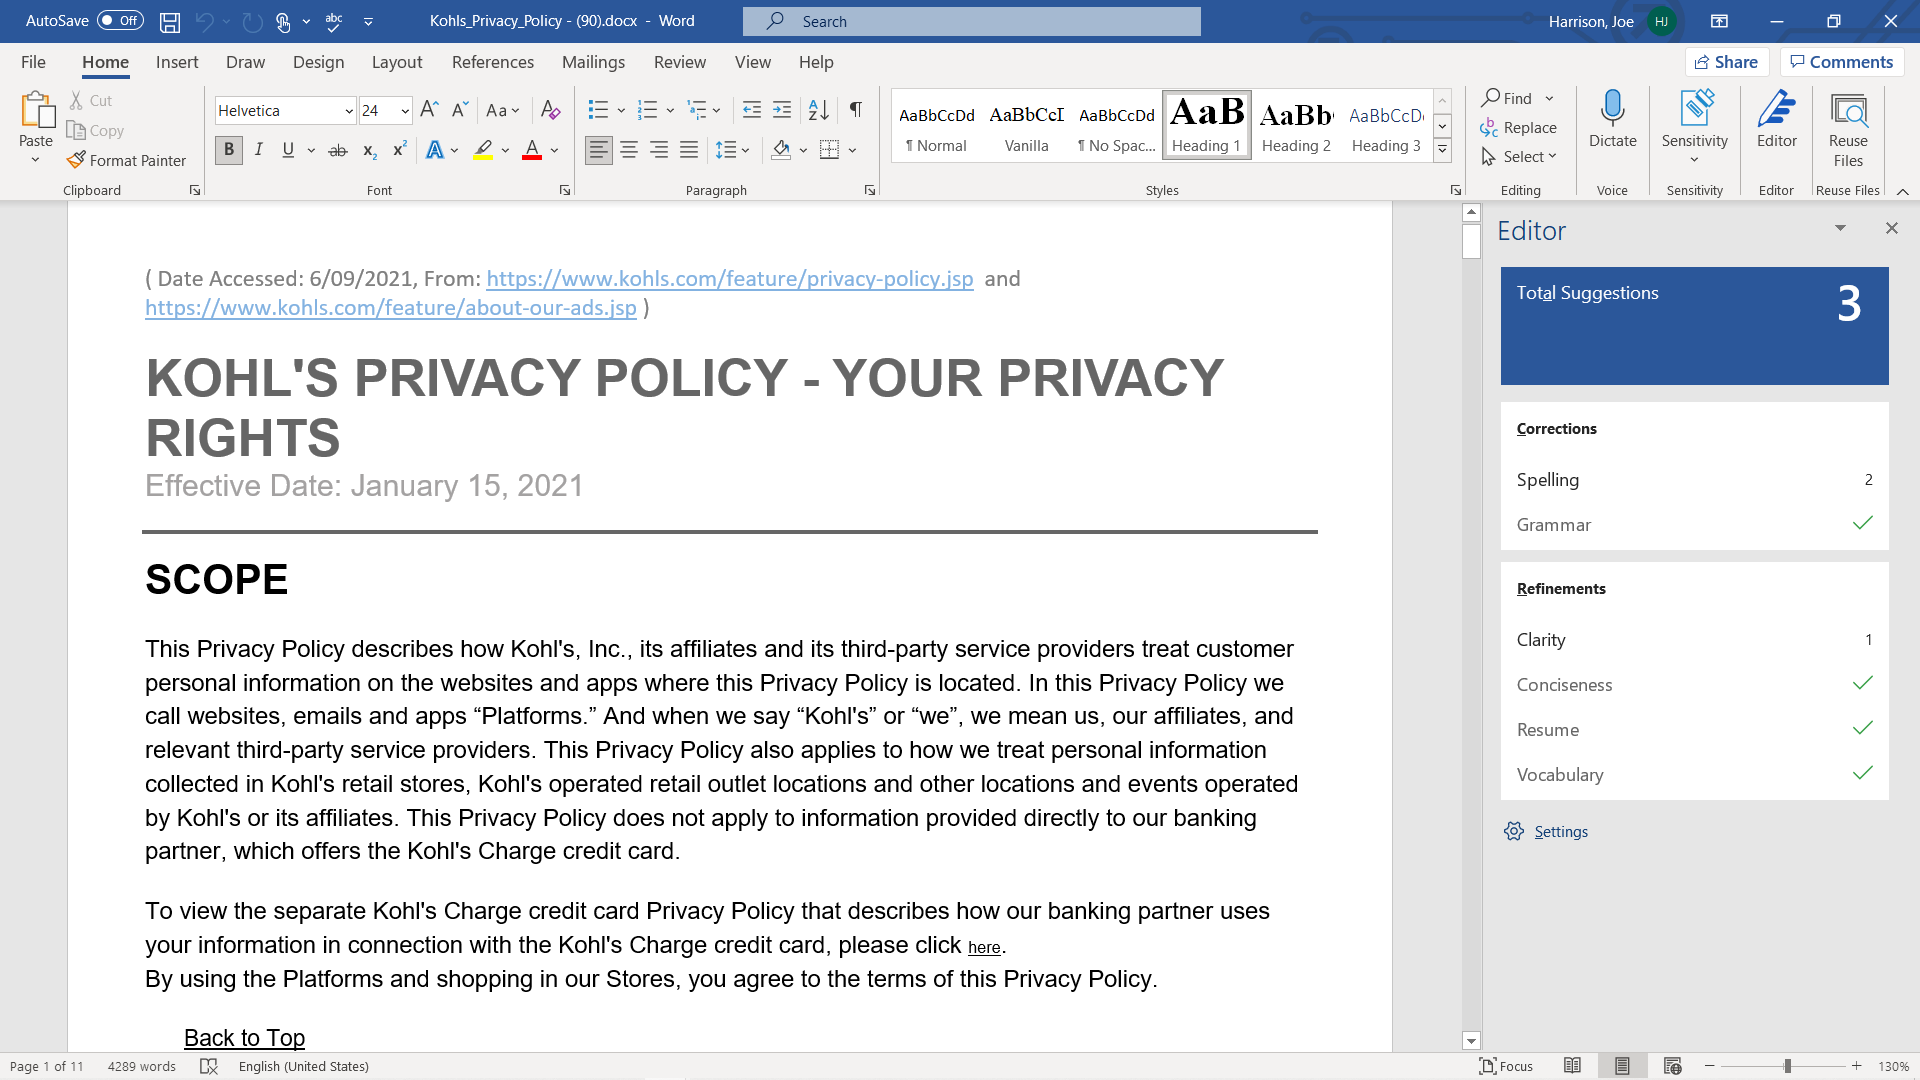 AutoSave Off abc Kohls_Privacy_Policy - (90).docx - Word Search Harrison, Joe HJ
File Home Insert Draw Design Layout References Mailings Review View Help Share Comments
Paste
Cut
Copy
Format Painter
Clipboard
Helvetica 24 A A Aa A
B I U ab x₂ x² A A
Font
Paragraph
AaBbCcDd ¶ Normal
AaBbCcI Vanilla
AaBbCcDd ¶ No Spac...
AaB Heading 1
AaBb Heading 2
AaBbCcD Heading 3
Styles
Find
Replace
Select
Editing
Dictate
Voice
Sensitivity
Sensitivity
Editor
Editor
Reuse
Files
Reuse Files
( Date Accessed: 6/09/2021, From: https://www.kohls.com/feature/privacy-policy.jsp and
https://www.kohls.com/feature/about-our-ads.jsp )
KOHL'S PRIVACY POLICY - YOUR PRIVACY
RIGHTS
Effective Date: January 15, 2021
SCOPE
This Privacy Policy describes how Kohl's, Inc., its affiliates and its third-party service providers treat customer
personal information on the websites and apps where this Privacy Policy is located. In this Privacy Policy we
call websites, emails and apps “Platforms.” And when we say “Kohl's” or “we”, we mean us, our affiliates, and
relevant third-party service providers. This Privacy Policy also applies to how we treat personal information
collected in Kohl's retail stores, Kohl's operated retail outlet locations and other locations and events operated
by Kohl's or its affiliates. This Privacy Policy does not apply to information provided directly to our banking
partner, which offers the Kohl's Charge credit card.
To view the separate Kohl's Charge credit card Privacy Policy that describes how our banking partner uses
your information in connection with the Kohl's Charge credit card, please click here.
By using the Platforms and shopping in our Stores, you agree to the terms of this Privacy Policy.
Back to Top
Editor
Total Suggestions 3
Corrections
Spelling 2
Grammar
Refinements
Clarity 1
Conciseness
Resume
Vocabulary
Settings
Page 1 of 11 4289 words English (United States) Focus 130%